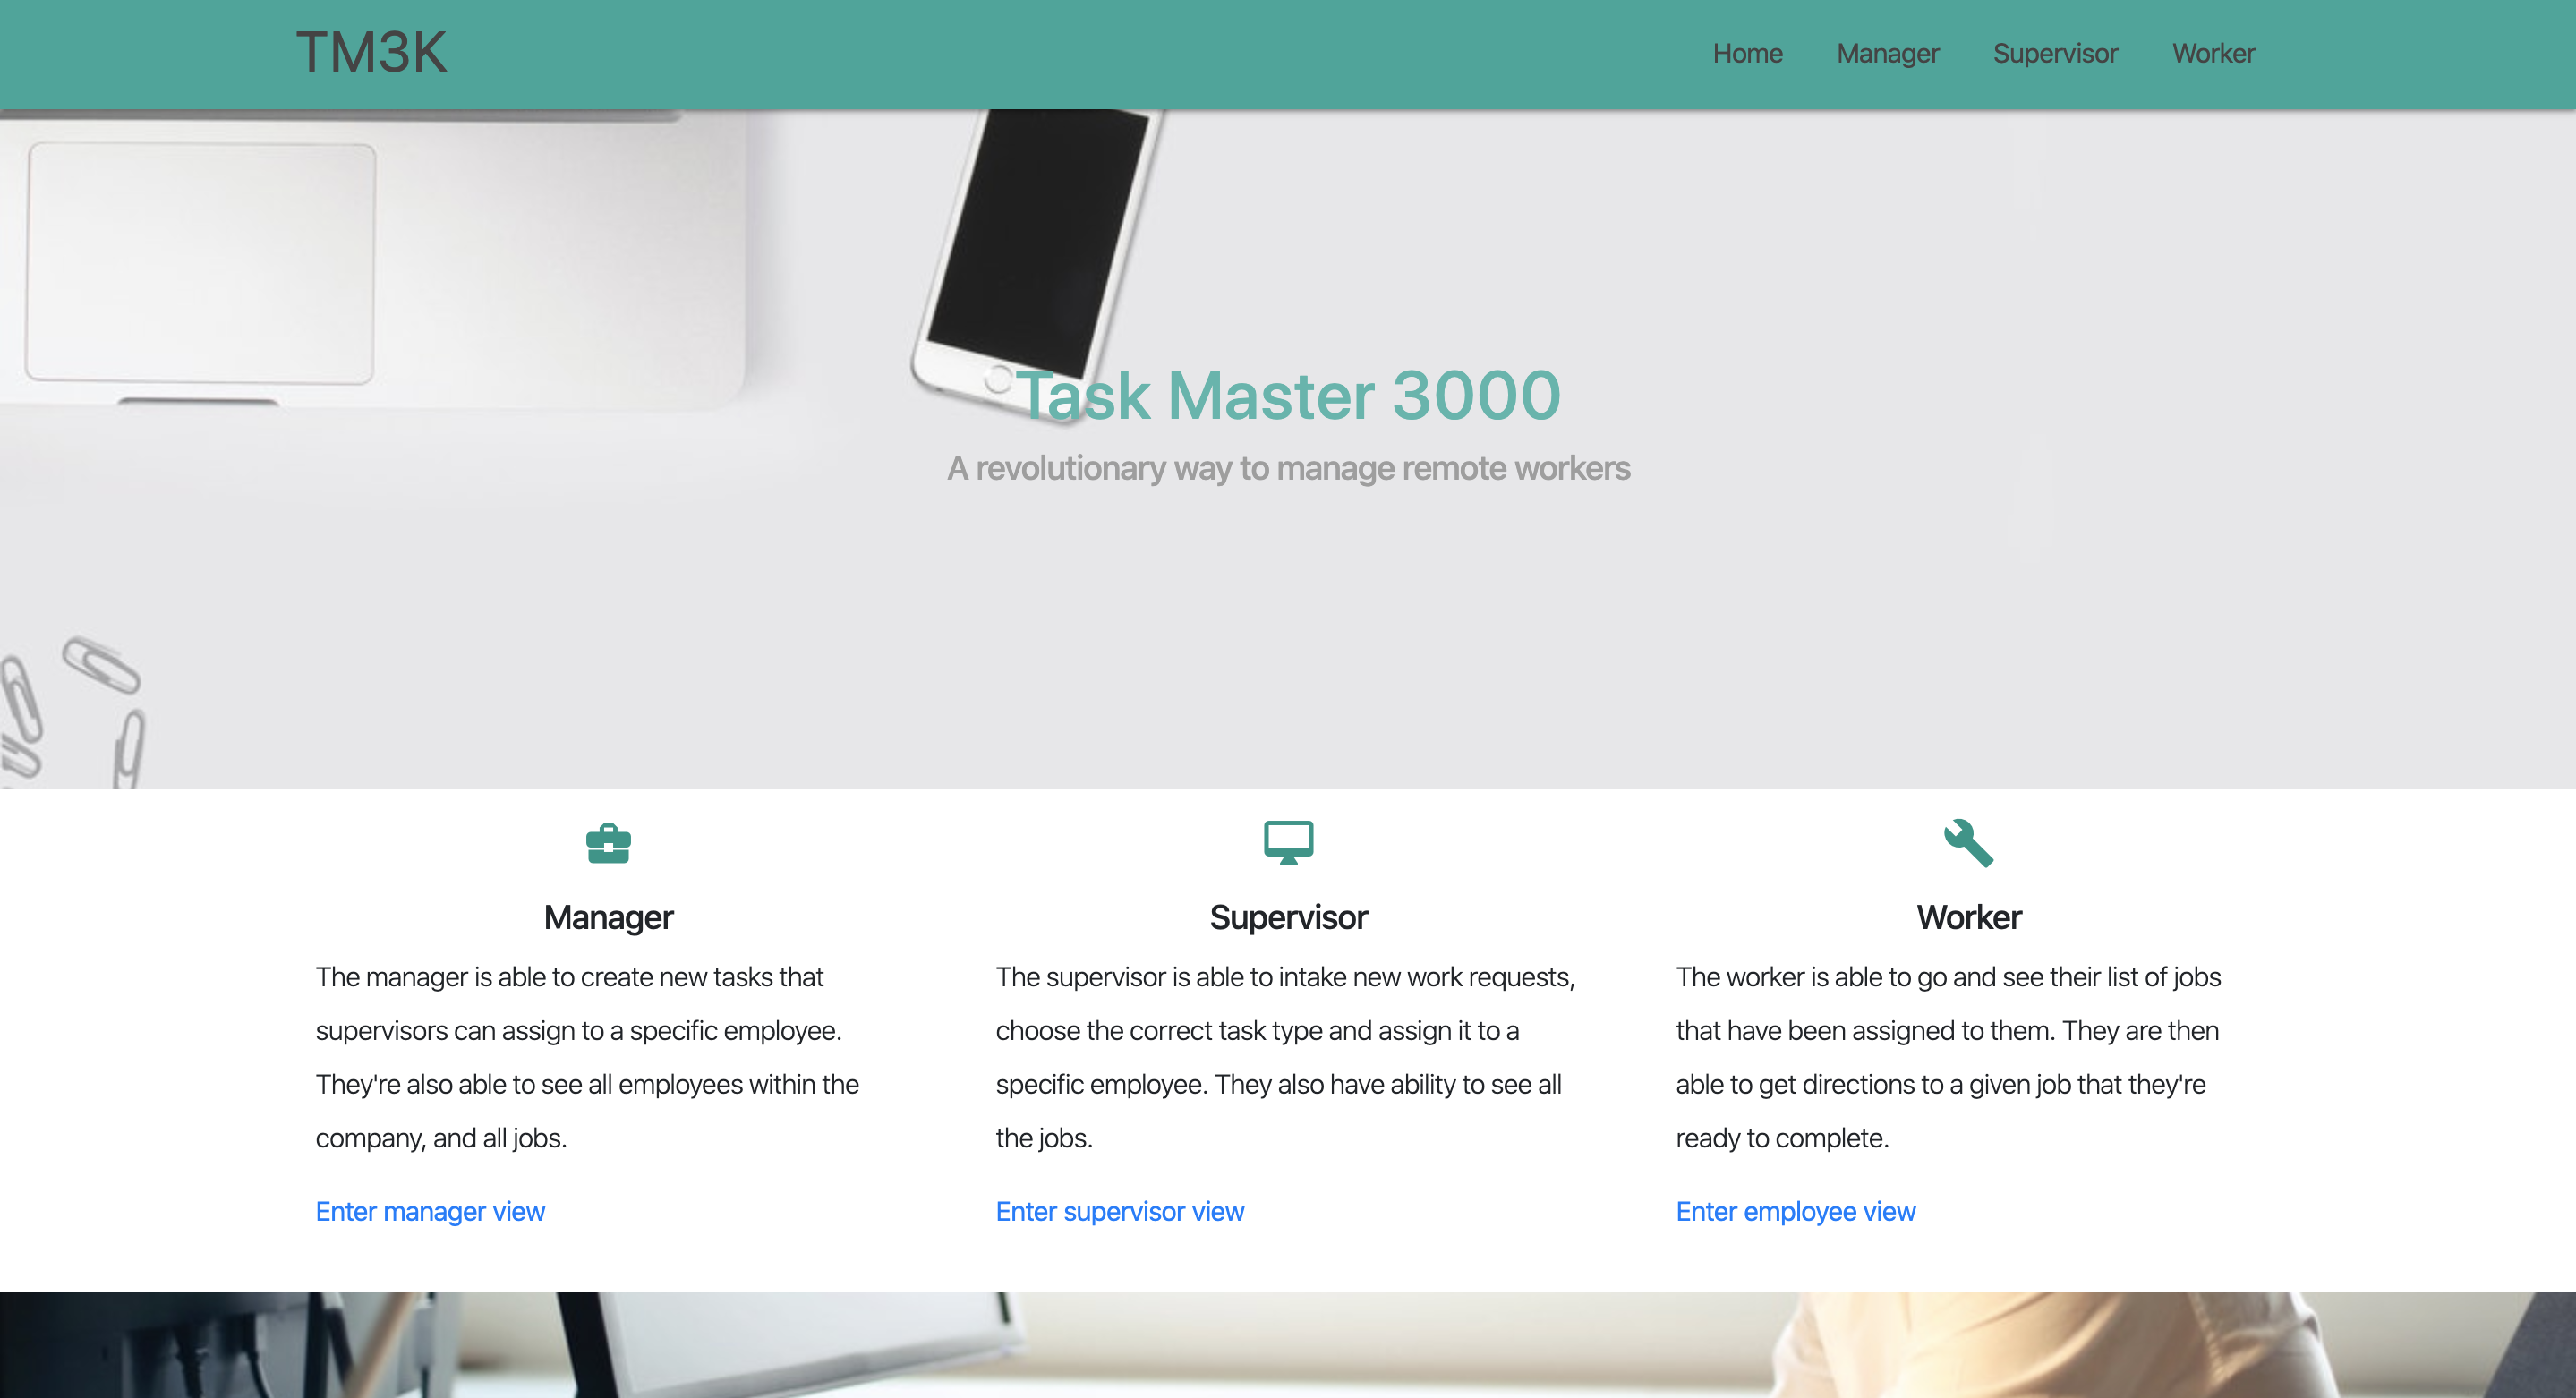 TM3K
Home Manager Supervisor Worker
Task Master 3000
A revolutionary way to manage remote workers
Manager
The manager is able to create new tasks that
supervisors can assign to a specific employee.
They're also able to see all employees within the
company, and all jobs.
Enter manager view
Supervisor
The supervisor is able to intake new work requests,
choose the correct task type and assign it to a
specific employee. They also have ability to see all
the jobs.
Enter supervisor view
Worker
The worker is able to go and see their list of jobs
that have been assigned to them. They are then
able to get directions to a given job that they're
ready to complete.
Enter employee view